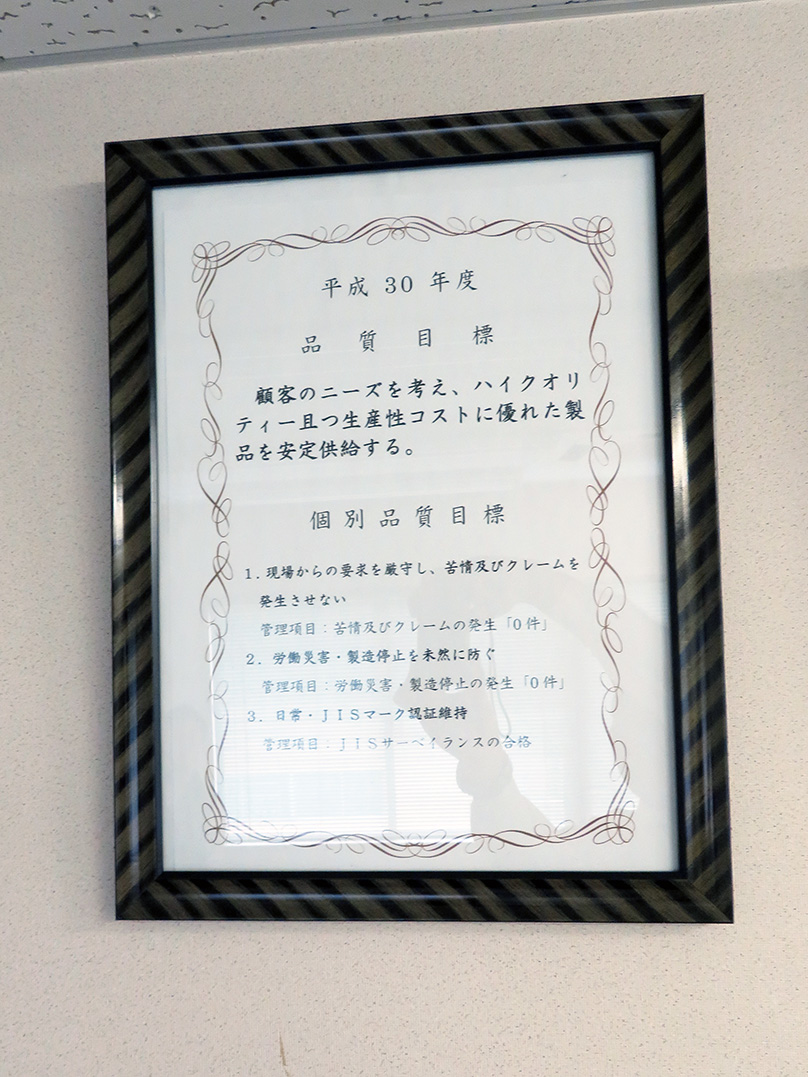 平成 30 年度
品 質 目 標
顧客のニーズを考え、ハイクオリ
ティー且つ生産性コストに優れた製
品を安定供給する。
個別品質目標
1．現場からの要求を厳守し、苦情及びクレームを
発生させない
管理項目：苦情及びクレームの発生「0 件」
2．労働災害・製造停止を未然に防ぐ
管理項目：労働災害・製造停止の発生「0 件」
3．日常・ＪＩＳマーク認証維持
管理項目：ＪＩＳサーベイランスの合格